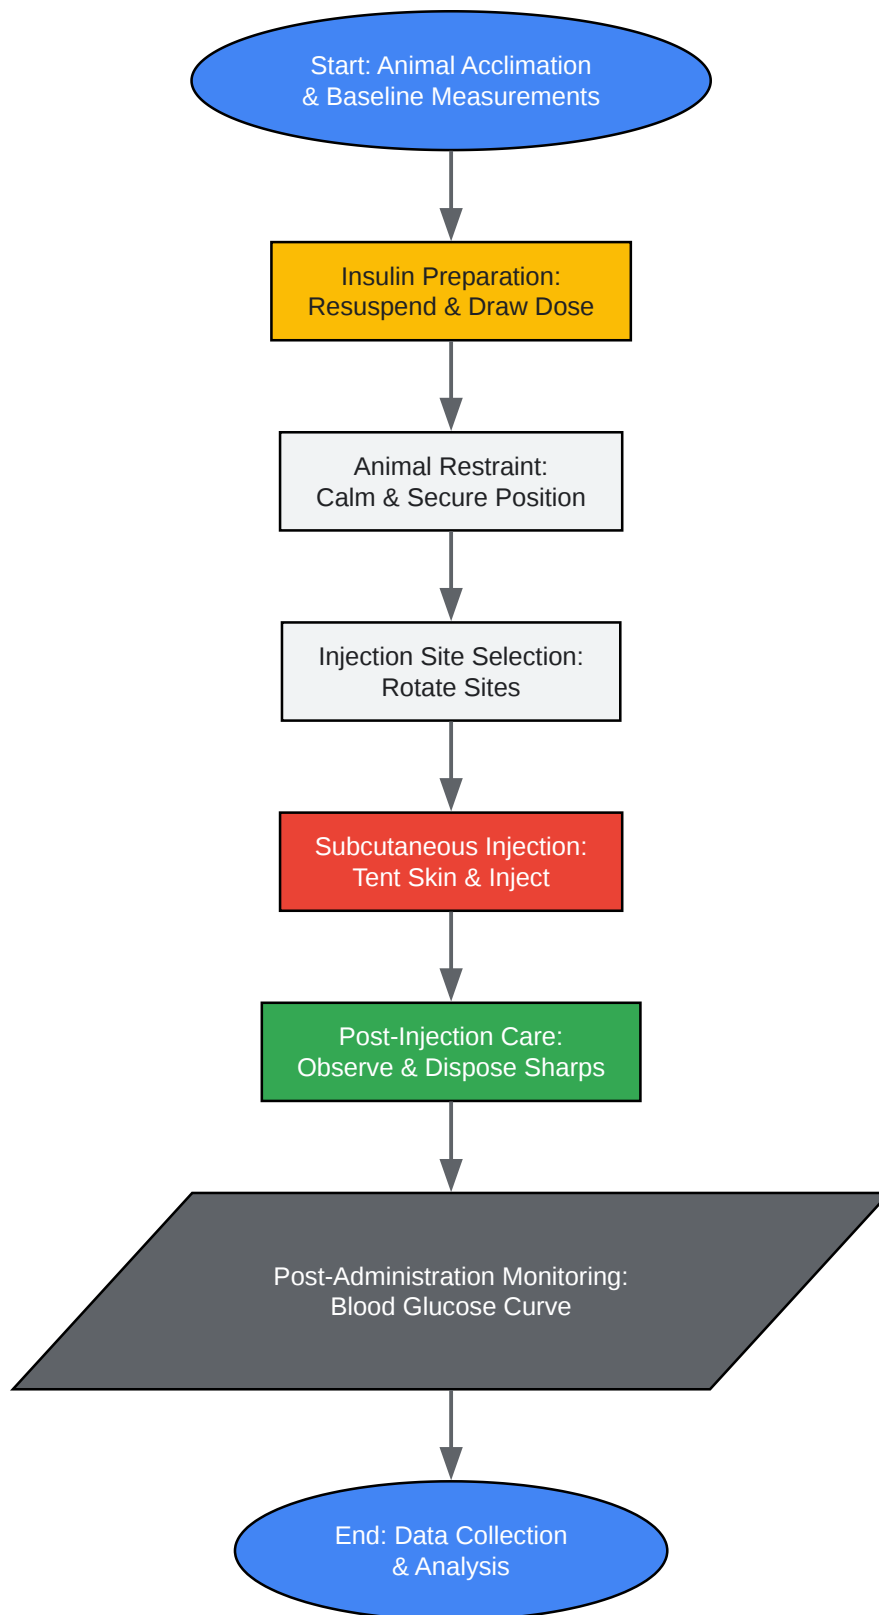 Start: Animal Acclimation
& Baseline Measurements
Insulin Preparation:
Resuspend & Draw Dose
Animal Restraint:
Calm & Secure Position
Injection Site Selection:
Rotate Sites
Subcutaneous Injection:
Tent Skin & Inject
Post-Injection Care:
Observe & Dispose Sharps
Post-Administration Monitoring:
Blood Glucose Curve
End: Data Collection
& Analysis